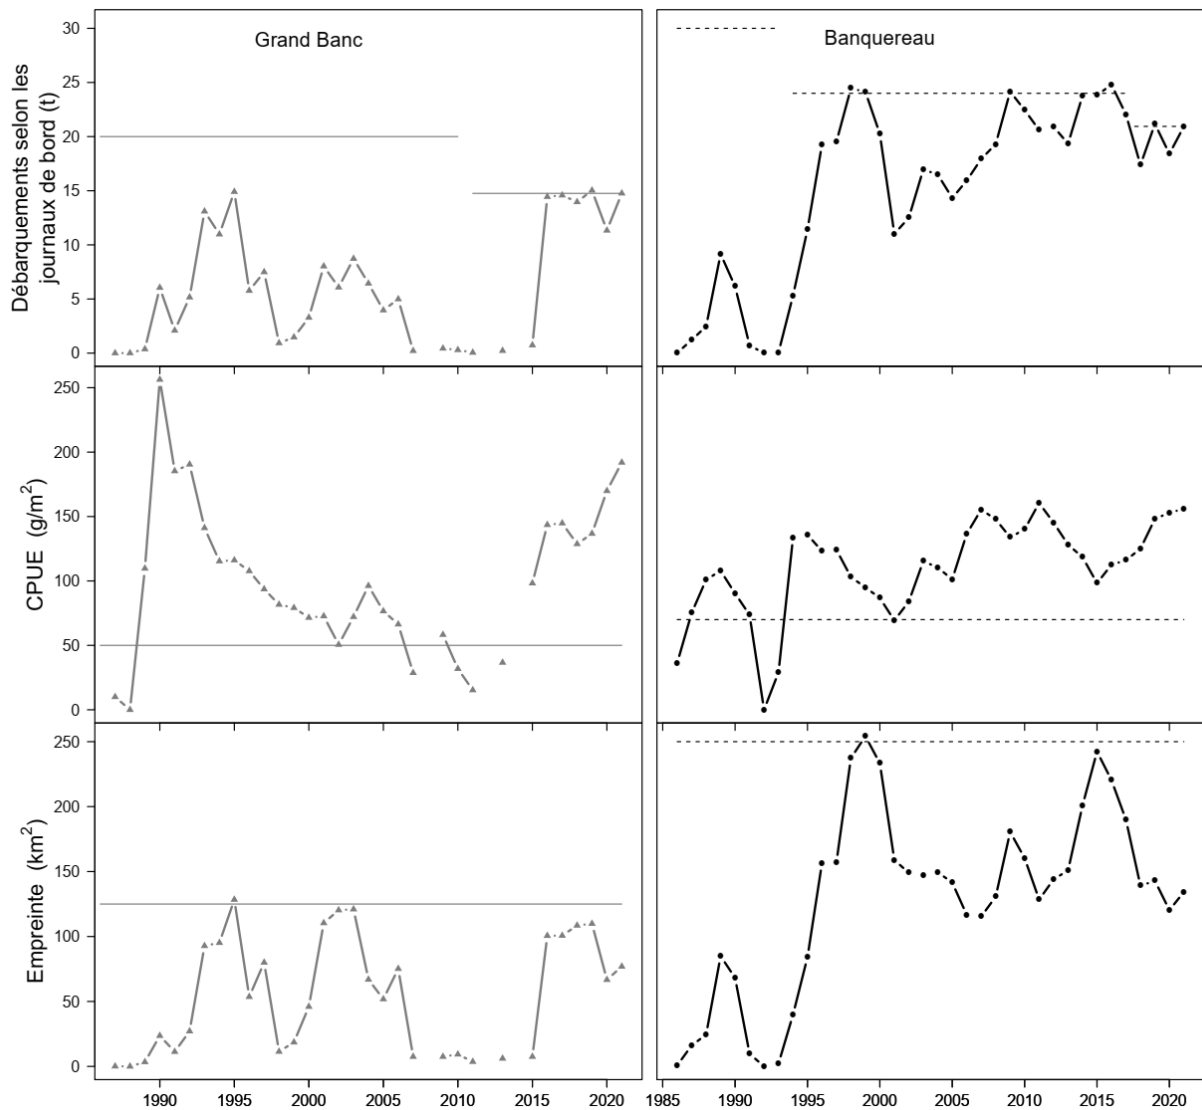 Grand Banc
Banquereau
Débarquements selon les
journaux de bord (t)
30
25
20
15
10
5
0
CPUE (g/m²)
250
200
150
100
50
0
Empreinte (km²)
250
200
150
100
50
0
1990 1995 2000 2005 2010 2015 2020
1985 1990 1995 2000 2005 2010 2015 2020